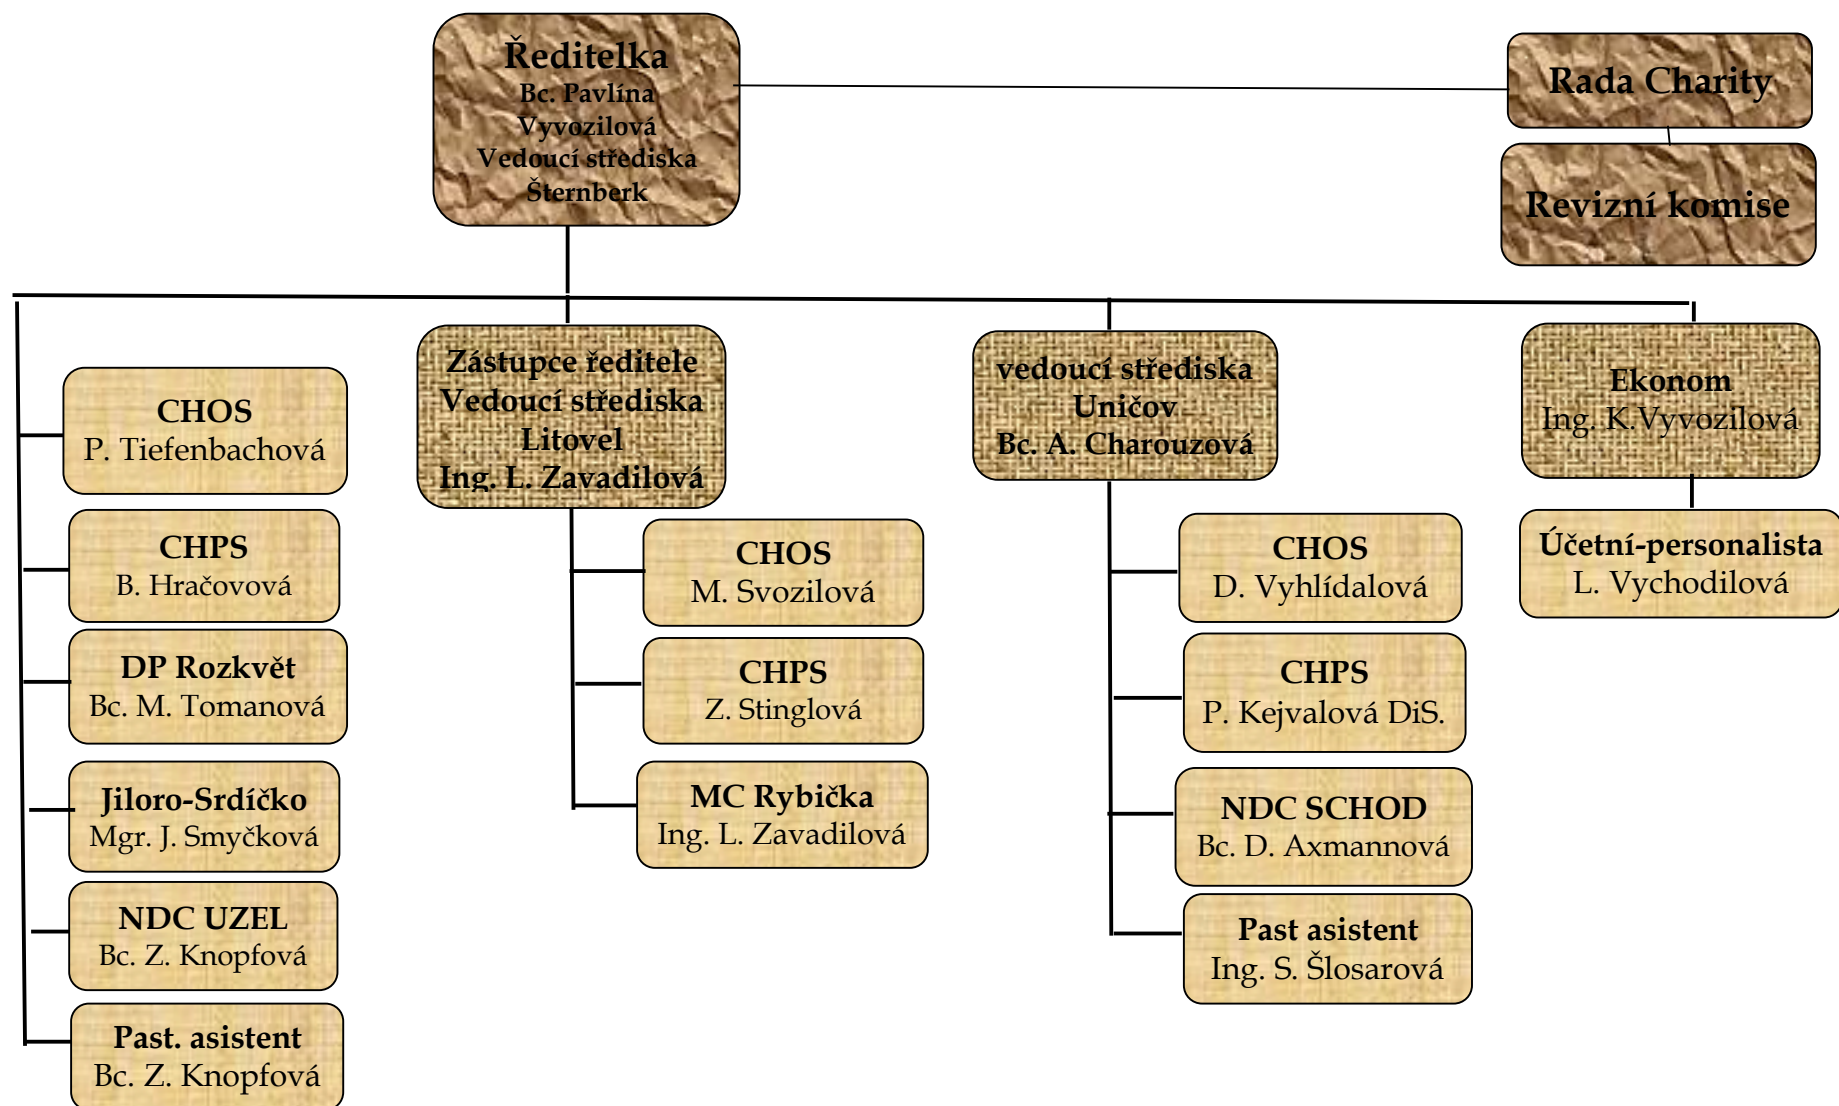 Ředitelka
Bc. Pavlína
Vyvozilová
Vedoucí střediska
Šternberk
Rada Charity
Revizní komise
Zástupce ředitele
Vedoucí střediska
Litovel
Ing. L. Zavadilová
vedoucí střediska
Uničov
Bc. A. Charouzová
Ekonom
Ing. K.Vyvozilová
CHOS
P. Tiefenbachová
CHPS
B. Hračovová
DP Rozkvět
Bc. M. Tomanová
Jiloro-Srdíčko
Mgr. J. Smyčková
NDC UZEL
Bc. Z. Knopfová
Past. asistent
Bc. Z. Knopfová
CHOS
M. Svozilová
CHPS
Z. Stinglová
MC Rybička
Ing. L. Zavadilová
CHOS
D. Vyhlídalová
CHPS
P. Kejvalová DiS.
NDC SCHOD
Bc. D. Axmannová
Past asistent
Ing. S. Šlosarová
Účetní-personalista
L. Vychodilová